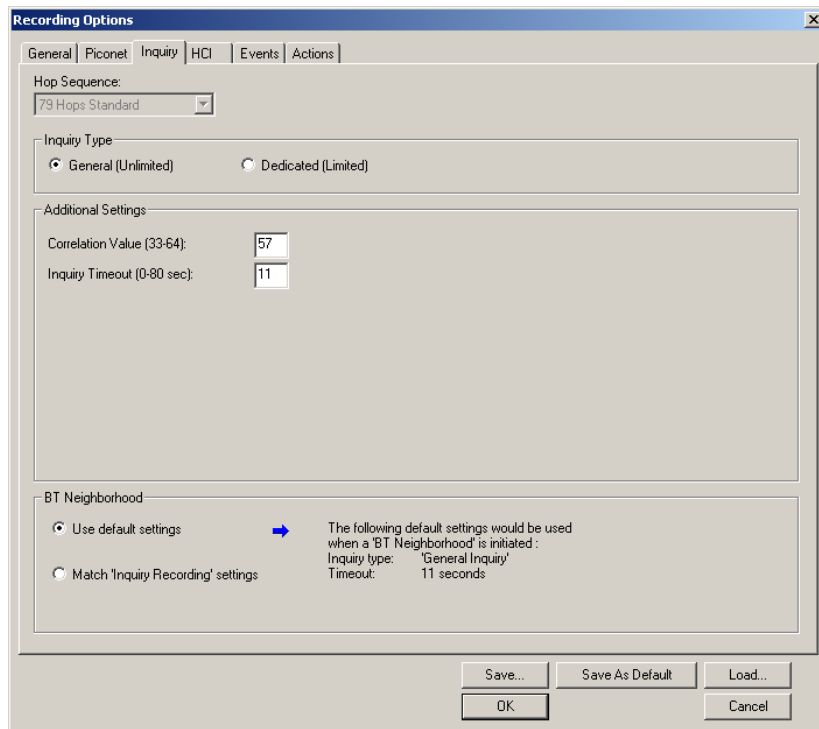 Recording Options
General Piconet Inquiry HCI Events Actions
Hop Sequence:
79 Hops Standard
Inquiry Type
General (Unlimited) Dedicated (Limited)
Additional Settings
Correlation Value (33-64): 57
Inquiry Timeout (0-80 sec): 11
BT Neighborhood
Use default settings
Match 'Inquiry Recording' settings
The following default settings would be used
when a 'BT Neighborhood' is initiated :
Inquiry type: 'General Inquiry'
Timeout: 11 seconds
Save... Save As Default Load...
OK Cancel